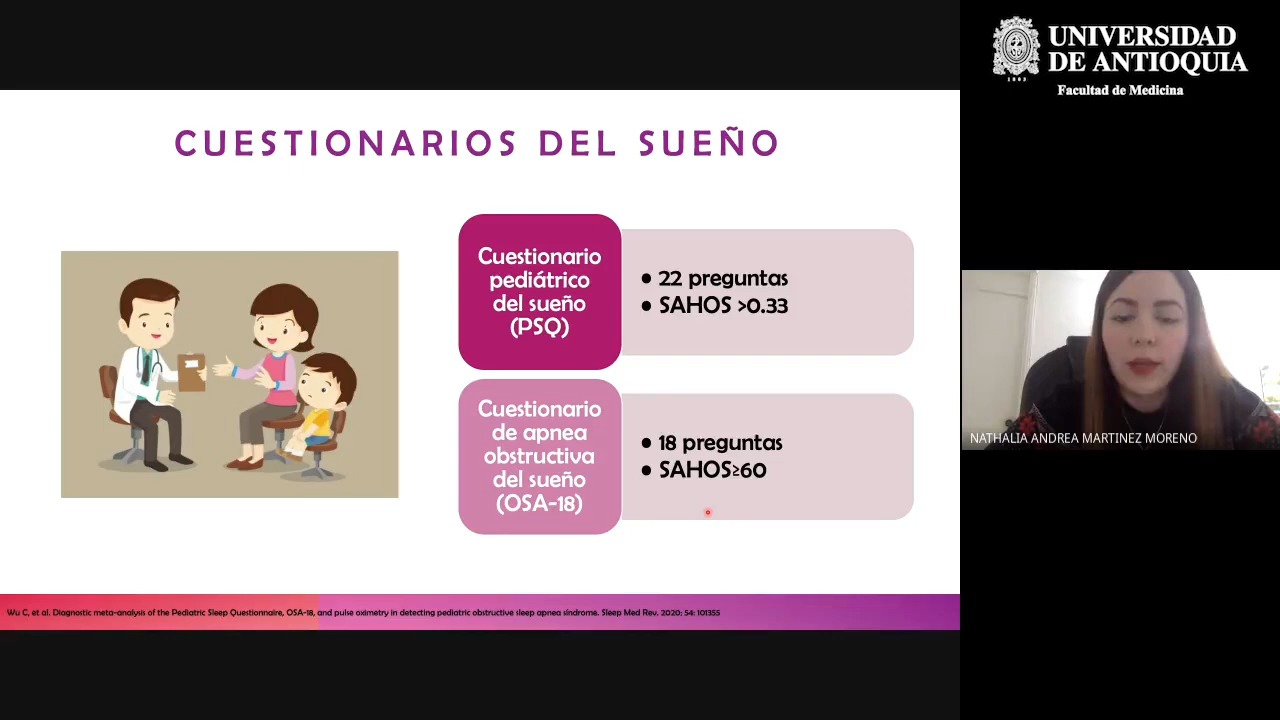 CUESTIONARIOS DEL SUEÑO
Cuestionario
pediátrico
del sueño
(PSQ)
• 22 preguntas
• SAHOS >0.33
Cuestionario
de apnea
obstructiva
del sueño
(OSA-18)
• 18 preguntas
• SAHOS≥60
Wu C, et al. Diagnostic meta-analysis of the Pediatric Sleep Questionnaire, OSA-18, and pulse oximetry in detecting pediatric obstructive sleep apnea síndrome. Sleep Med Rev. 2020; 54: 101355
UNIVERSIDAD
DE ANTIOQUIA
1803
Facultad de Medicina
NATHALIA ANDREA MARTINEZ MORENO